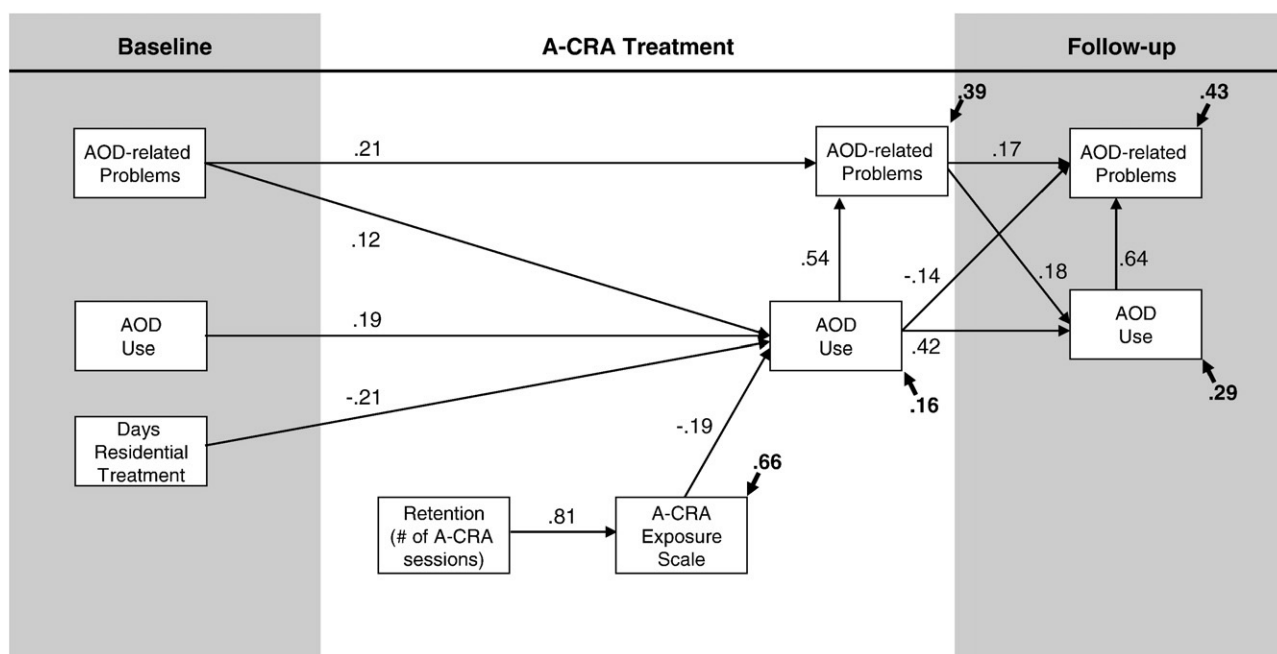 Baseline
A-CRA Treatment
Follow-up
.39
.43
AOD-related
Problems
.21
AOD-related
Problems
.17
AOD-related
Problems
.12
.54
-.14
.18
.64
AOD
Use
.19
AOD
Use
.42
AOD
Use
-.21
.16
.29
Days
Residential
Treatment
-.19
.66
Retention
(# of A-CRA
sessions)
.81
A-CRA
Exposure
Scale